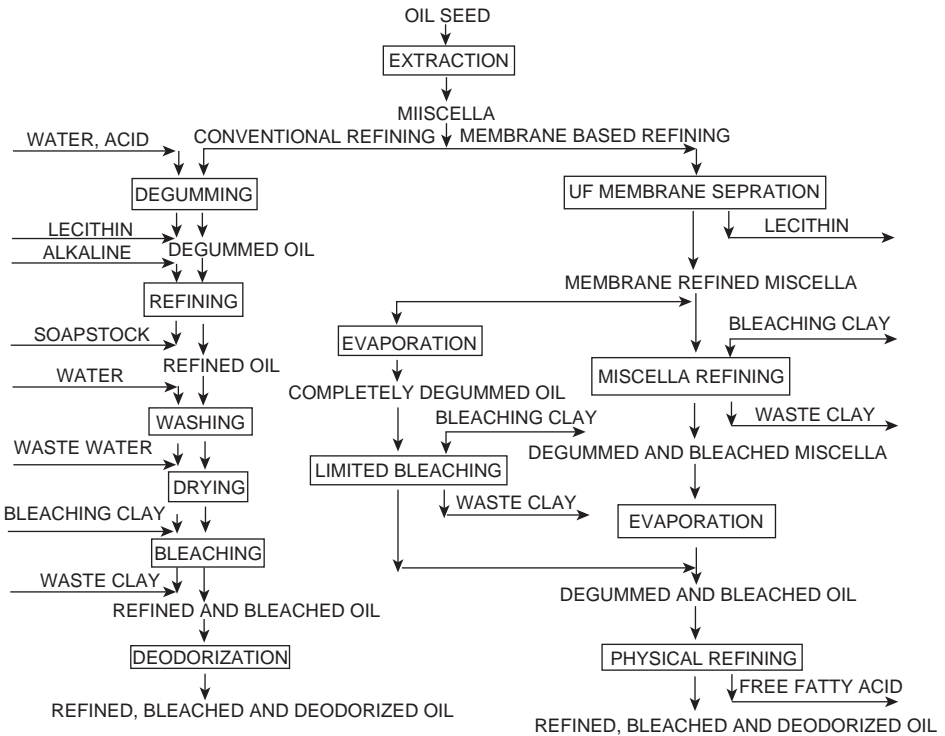 OIL SEED
EXTRACTION
MIISCELLA
CONVENTIONAL REFINING
MEMBRANE BASED REFINING
WATER, ACID
DEGUMMING
LECITHIN
DEGUMMED OIL
ALKALINE
REFINING
SOAPSTOCK
REFINED OIL
WATER
WASHING
WASTE WATER
DRYING
BLEACHING CLAY
BLEACHING
WASTE CLAY
REFINED AND BLEACHED OIL
DEODORIZATION
REFINED, BLEACHED AND DEODORIZED OIL
UF MEMBRANE SEPRATION
LECITHIN
MEMBRANE REFINED MISCELLA
EVAPORATION
COMPLETELY DEGUMMED OIL
BLEACHING CLAY
LIMITED BLEACHING
WASTE CLAY
BLEACHING CLAY
MISCELLA REFINING
WASTE CLAY
DEGUMMED AND BLEACHED MISCELLA
EVAPORATION
DEGUMMED AND BLEACHED OIL
PHYSICAL REFINING
FREE FATTY ACID
REFINED, BLEACHED AND DEODORIZED OIL